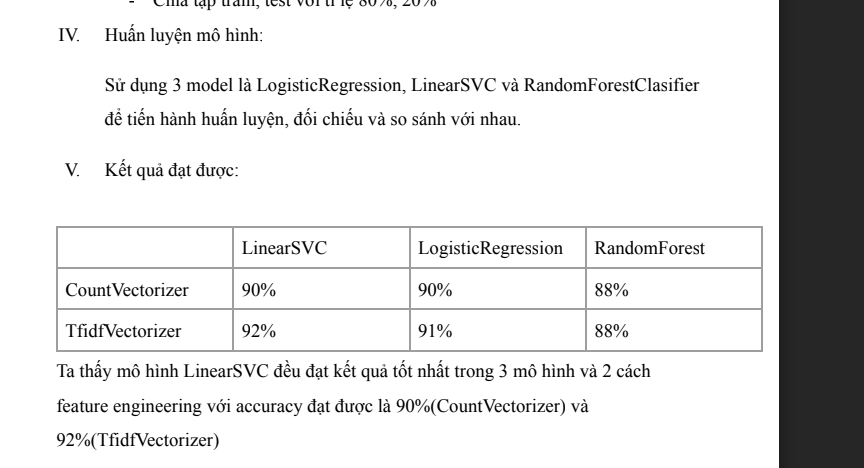 - Chia tập train, test với tỉ lệ 80%, 20%
IV. Huấn luyện mô hình:
Sử dụng 3 model là LogisticRegression, LinearSVC và RandomForestClasifier
để tiến hành huấn luyện, đối chiếu và so sánh với nhau.
V. Kết quả đạt được:
LinearSVC LogisticRegression RandomForest
CountVectorizer 90% 90% 88%
TfidfVectorizer 92% 91% 88%
Ta thấy mô hình LinearSVC đều đạt kết quả tốt nhất trong 3 mô hình và 2 cách
feature engineering với accuracy đạt được là 90%(CountVectorizer) và
92%(TfidfVectorizer)